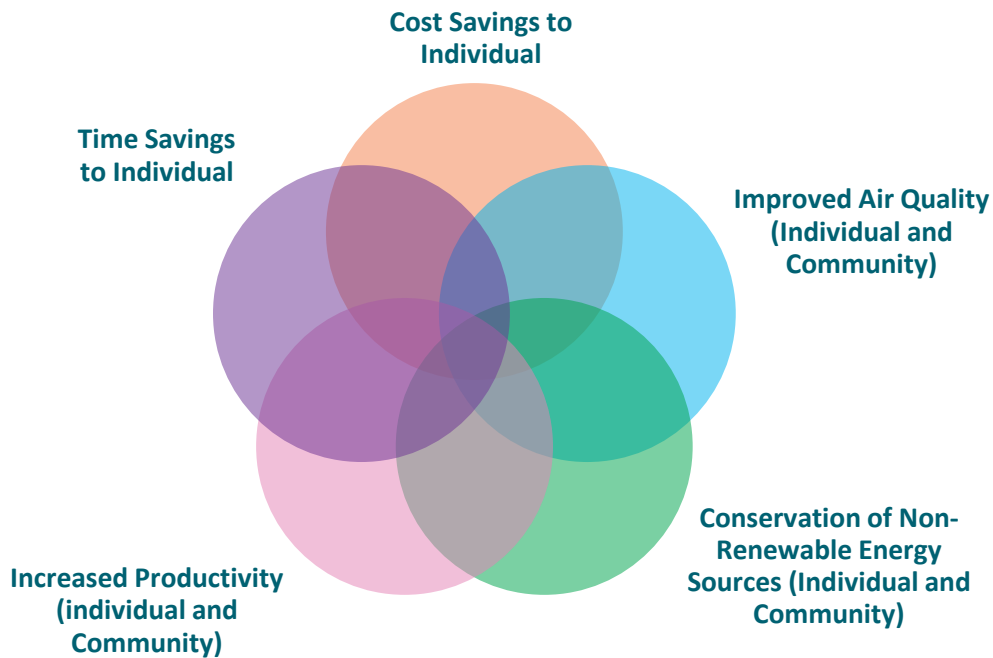 Cost Savings to
Individual
Time Savings
to Individual
Improved Air Quality
(Individual and
Community)
Conservation of Non-
Renewable Energy
Sources (Individual and
Community)
Increased Productivity
(individual and
Community)